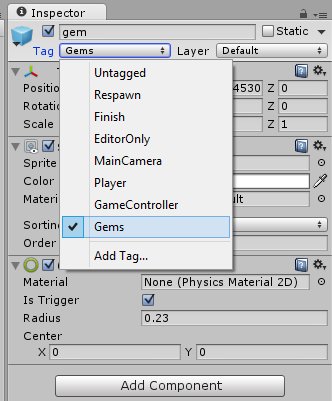 Inspector
gem Static
Tag Gems Layer Default
Untagged
Respawn
Finish
EditorOnly
MainCamera
Player
GameController
Gems
Add Tag...
Positio 4530 Z 0
Rotatio Z 0
Scale Z 1
Sprite
Color
Materi ult
Sortin
Order
Material None (Physics Material 2D)
Is Trigger
Radius 0.23
Center
X 0 Y 0
Add Component